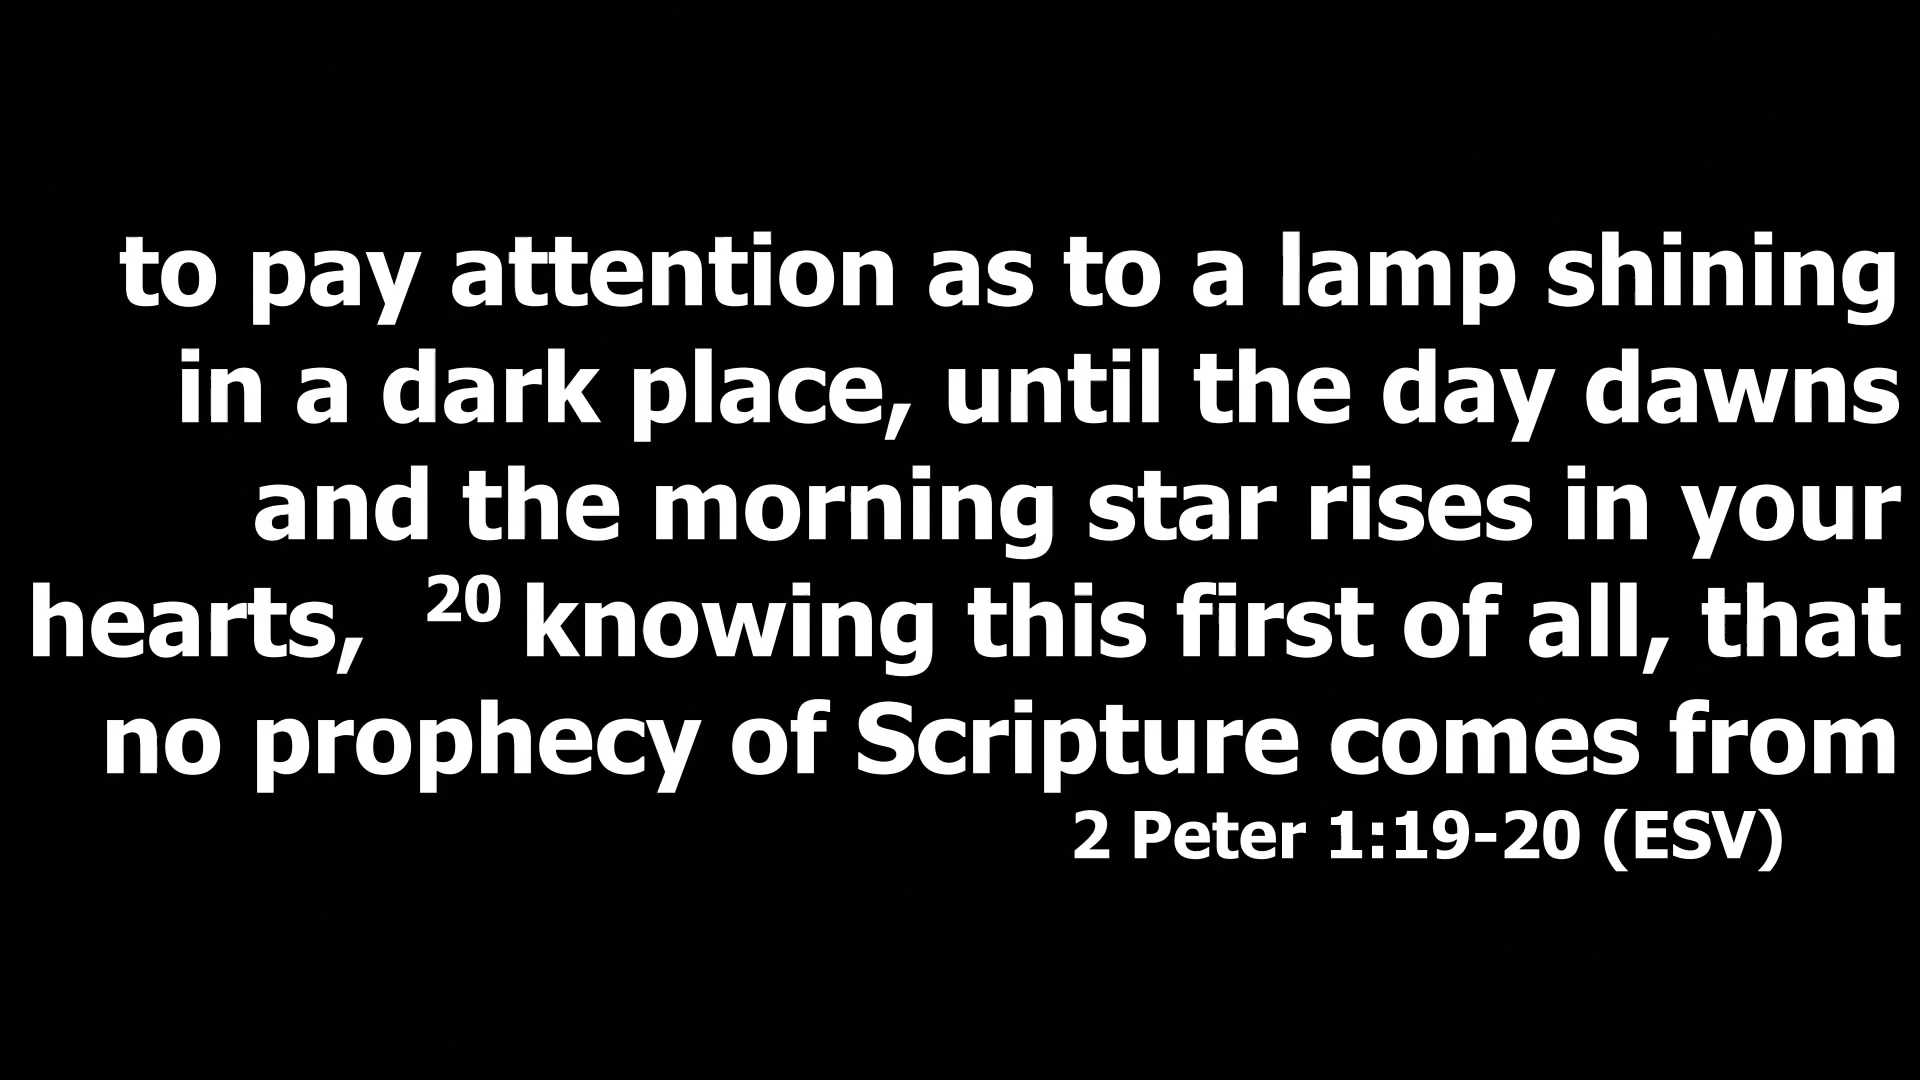 to pay attention as to a lamp shining
in a dark place, until the day dawns
and the morning star rises in your
hearts, 20 knowing this first of all, that
no prophecy of Scripture comes from
2 Peter 1:19-20 (ESV)